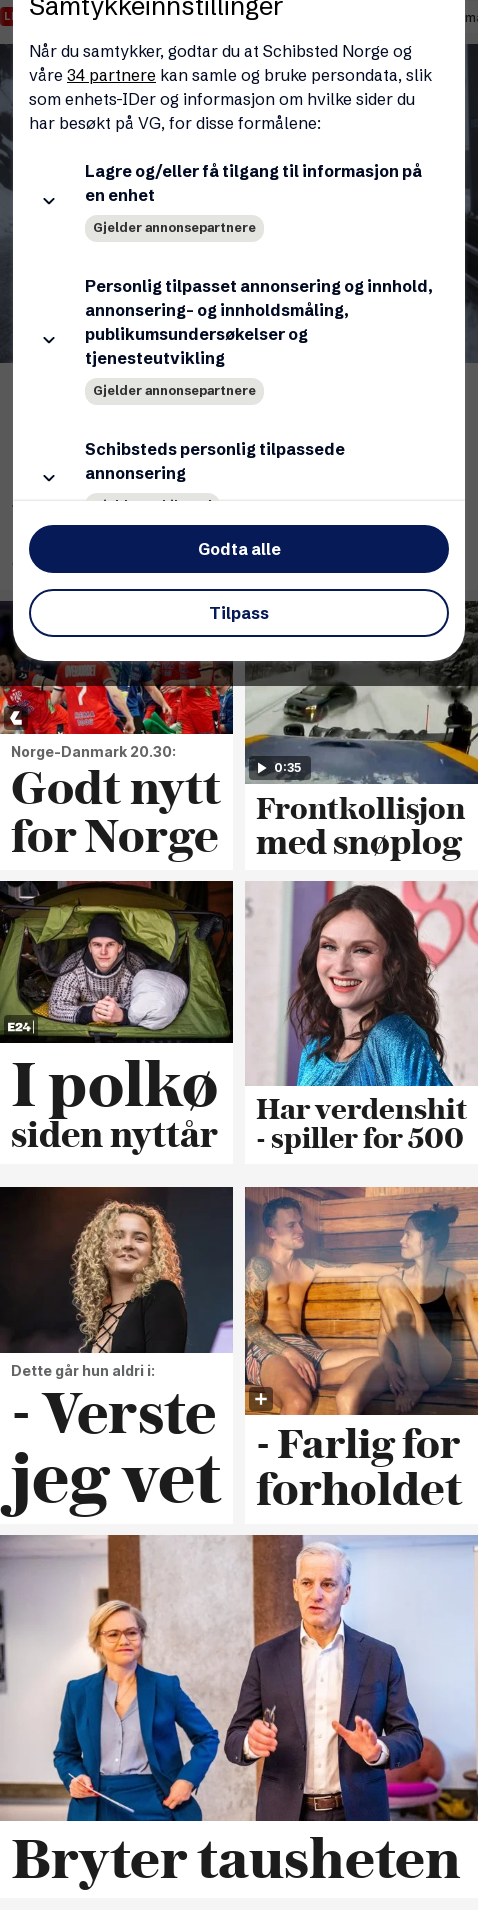 Samtykkeinnstillinger
Når du samtykker, godtar du at Schibsted Norge og
våre 34 partnere kan samle og bruke persondata, slik
som enhets-IDer og informasjon om hvilke sider du
har besøkt på VG, for disse formålene:
Lagre og/eller få tilgang til informasjon på
en enhet
Gjelder annonsepartnere
Personlig tilpasset annonsering og innhold,
annonsering- og innholdsmåling,
publikumsundersøkelser og
tjenesteutvikling
Gjelder annonsepartnere
Schibsteds personlig tilpassede
annonsering
Godta alle
Tilpass
7
0:35
Norge-Danmark 20.30:
Godt nytt
for Norge
Frontkollisjon
med snøplog
E24
I polkø
siden nyttår
Har verdenshit
- spiller for 500
Dette går hun aldri i:
- Verste
jeg vet
- Farlig for
forholdet
Bryter tausheten